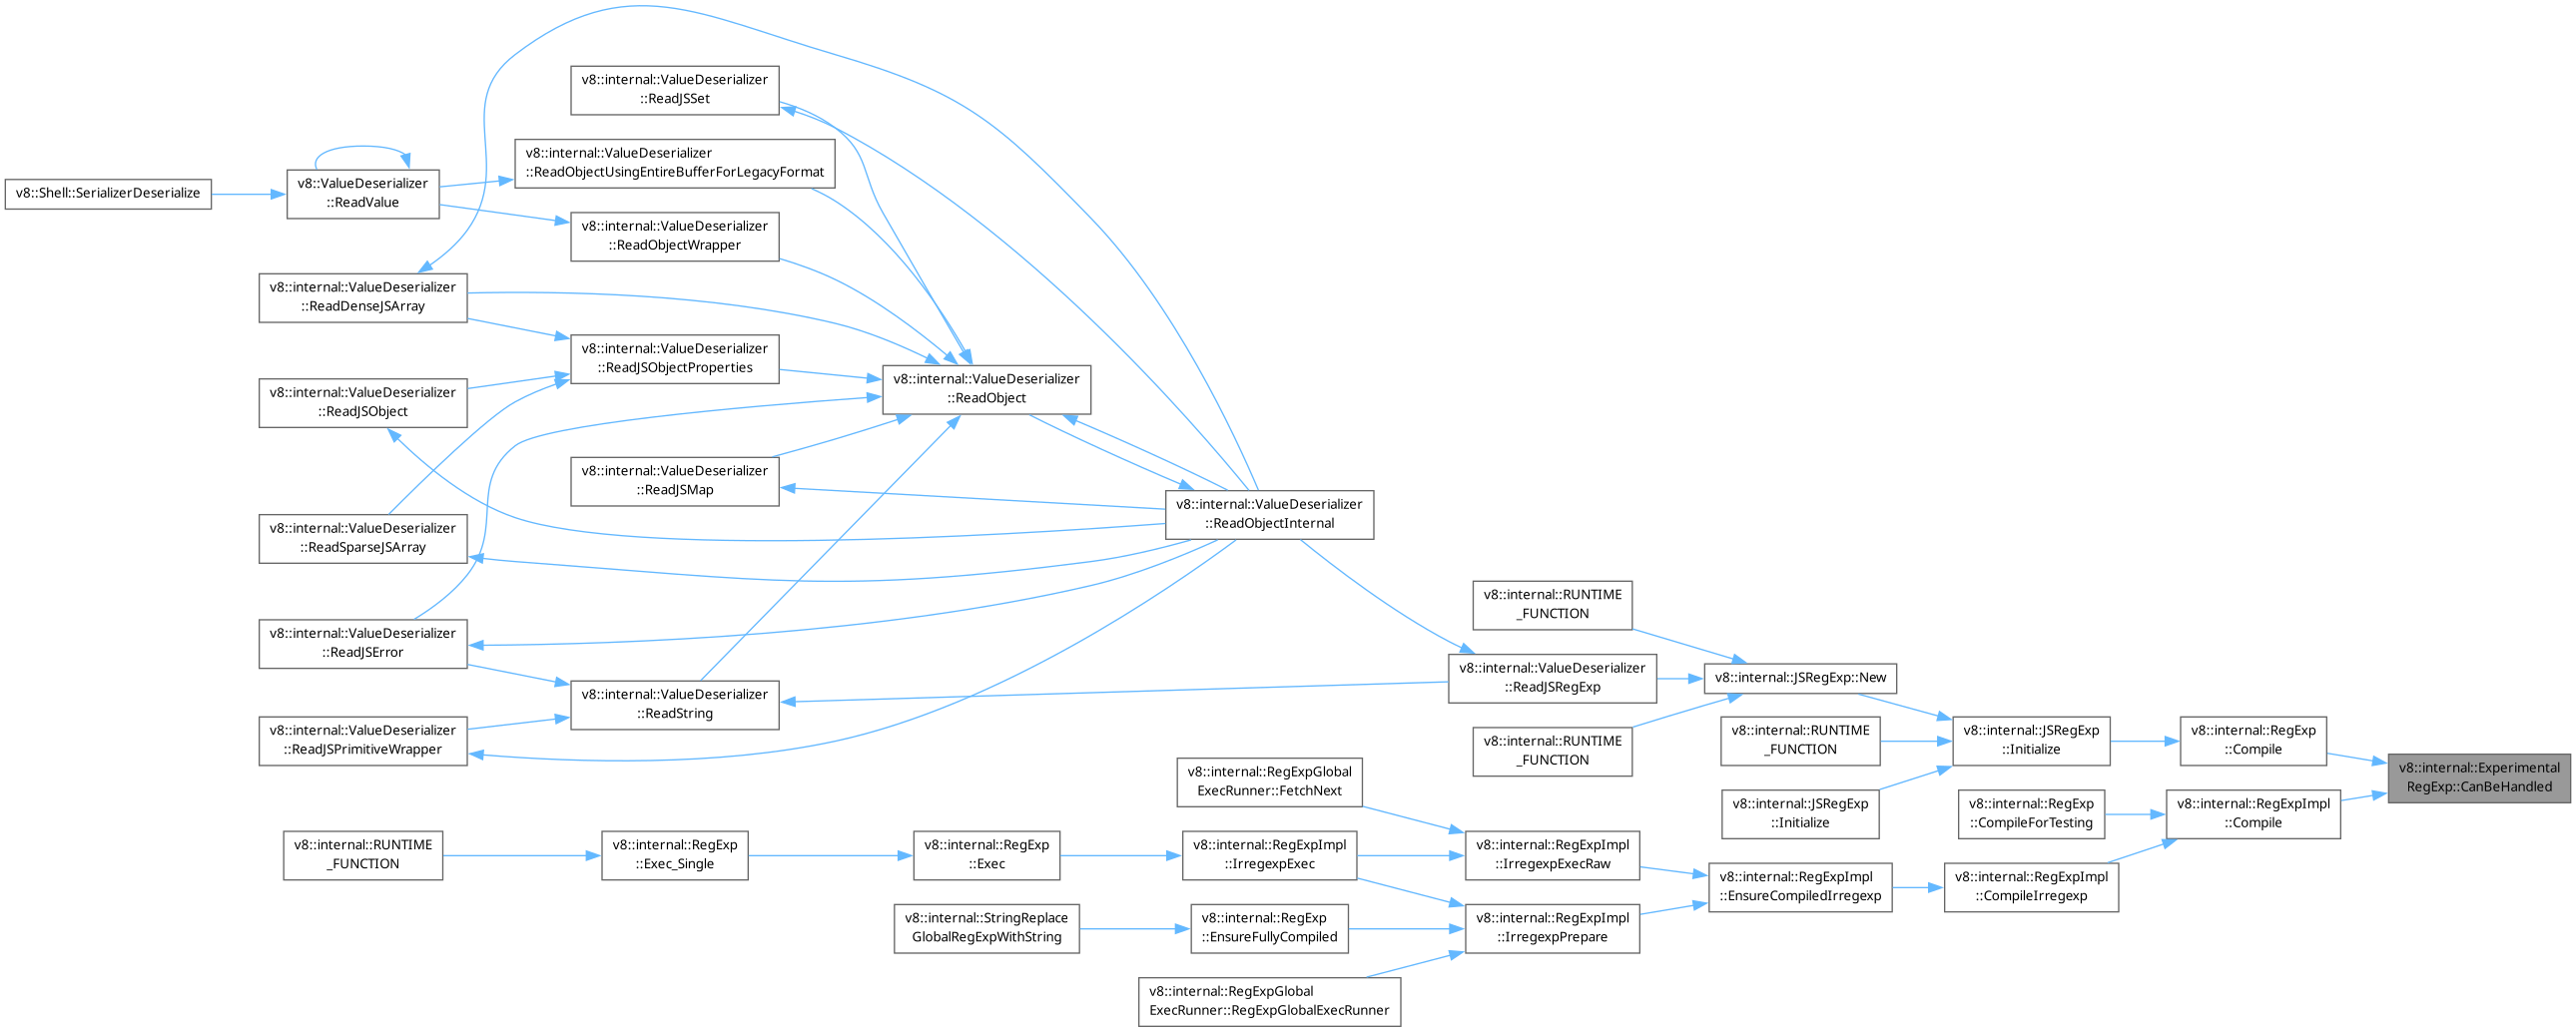 v8::internal::ValueDeserializer
::ReadJSSet
v8::internal::ValueDeserializer
::ReadObjectUsingEntireBufferForLegacyFormat
v8::Shell::SerializerDeserialize
v8::ValueDeserializer
::ReadValue
v8::internal::ValueDeserializer
::ReadObjectWrapper
v8::internal::ValueDeserializer
::ReadDenseJSArray
v8::internal::ValueDeserializer
::ReadJSObjectProperties
v8::internal::ValueDeserializer
::ReadObject
v8::internal::ValueDeserializer
::ReadJSObject
v8::internal::ValueDeserializer
::ReadJSMap
v8::internal::ValueDeserializer
::ReadObjectInternal
v8::internal::ValueDeserializer
::ReadSparseJSArray
v8::internal::RUNTIME
_FUNCTION
v8::internal::ValueDeserializer
::ReadJSError
v8::internal::ValueDeserializer
::ReadJSRegExp
v8::internal::JSRegExp::New
v8::internal::ValueDeserializer
::ReadString
v8::internal::ValueDeserializer
::ReadJSPrimitiveWrapper
v8::internal::RUNTIME
_FUNCTION
v8::internal::RUNTIME
_FUNCTION
v8::internal::JSRegExp
::Initialize
v8::internal::RegExp
::Compile
v8::internal::Experimental
RegExp::CanBeHandled
v8::internal::RegExpGlobal
ExecRunner::FetchNext
v8::internal::JSRegExp
::Initialize
v8::internal::RegExp
::CompileForTesting
v8::internal::RegExpImpl
::Compile
v8::internal::RUNTIME
_FUNCTION
v8::internal::RegExp
::Exec_Single
v8::internal::RegExp
::Exec
v8::internal::RegExpImpl
::IrregexpExec
v8::internal::RegExpImpl
::IrregexpExecRaw
v8::internal::RegExpImpl
::EnsureCompiledIrregexp
v8::internal::RegExpImpl
::CompileIrregexp
v8::internal::StringReplace
GlobalRegExpWithString
v8::internal::RegExp
::EnsureFullyCompiled
v8::internal::RegExpImpl
::IrregexpPrepare
v8::internal::RegExpGlobal
ExecRunner::RegExpGlobalExecRunner